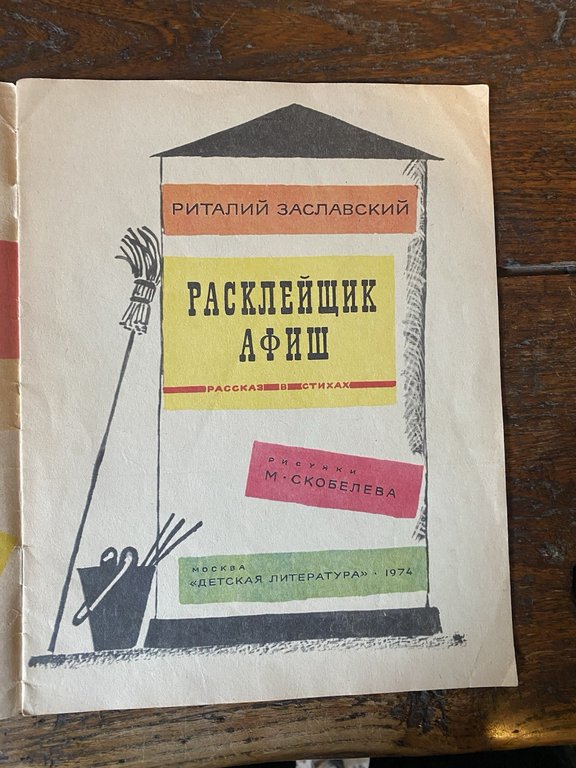 РИТАЛИЙ ЗАСЛАВСКИЙ
РАСКЛЕЙЩИК
АФИШ
РАССКАЗ В СТИХАХ
РИСУНКИ
М·СКОБЕЛЕВА
МОСКВА
«ДЕТСКАЯ ЛИТЕРАТУРА» · 1974